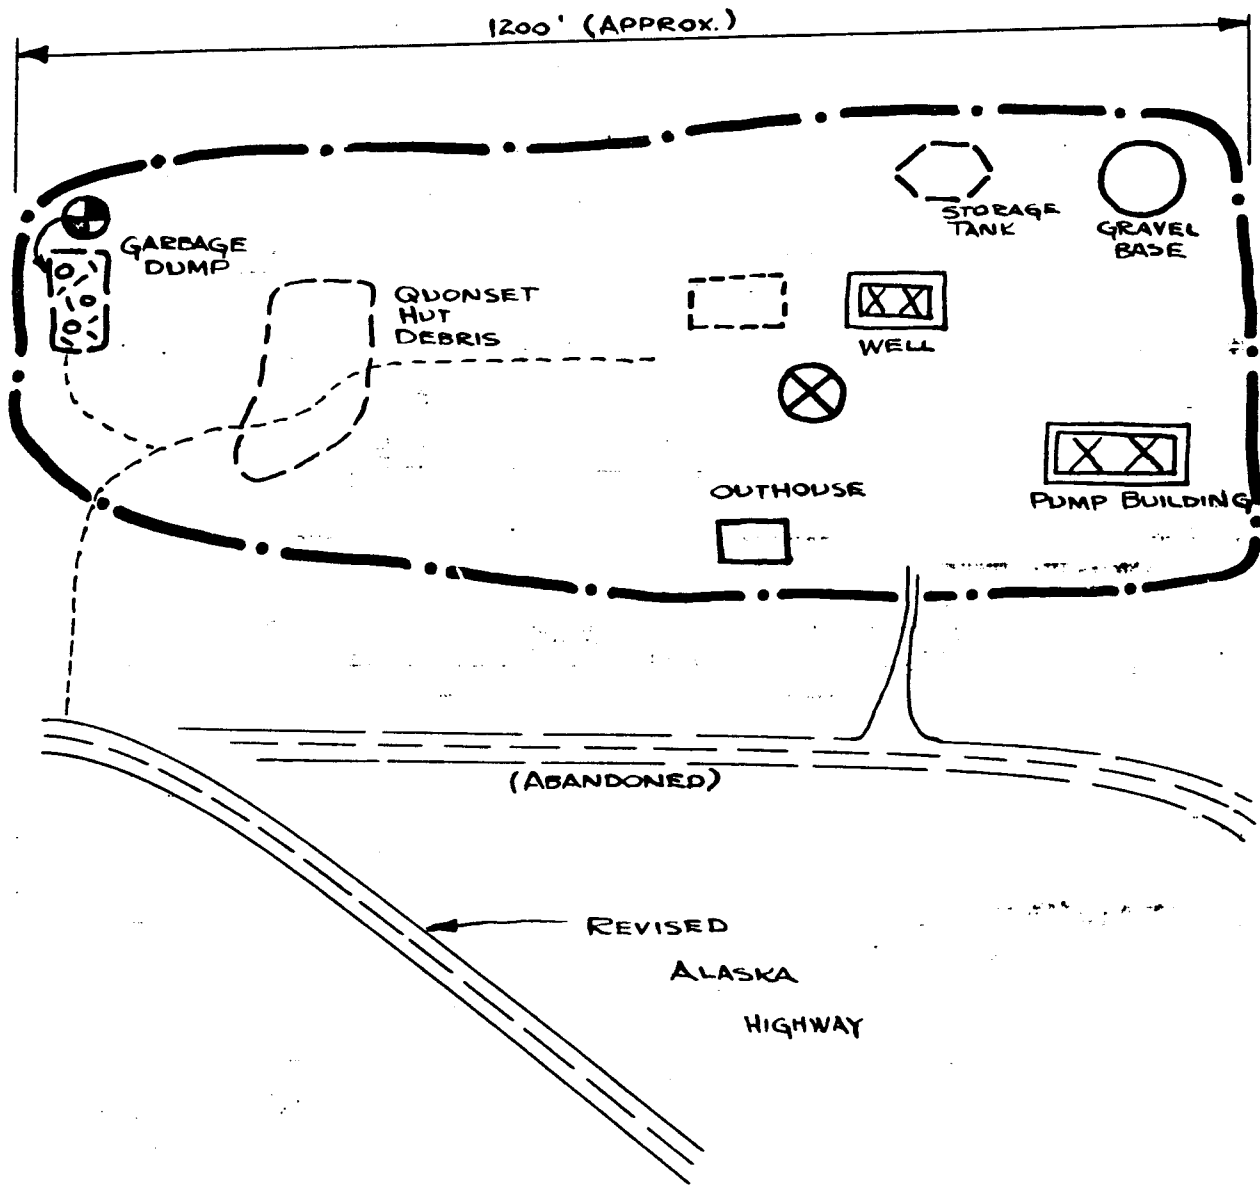 1200' (APPROX.)
GARBAGE
DUMP
QUONSET
HUT
DEBRIS
STORAGE
TANK
GRAVEL
BASE
WELL
OUTHOUSE
PUMP BUILDING
(ABANDONED)
REVISED
ALASKA
HIGHWAY